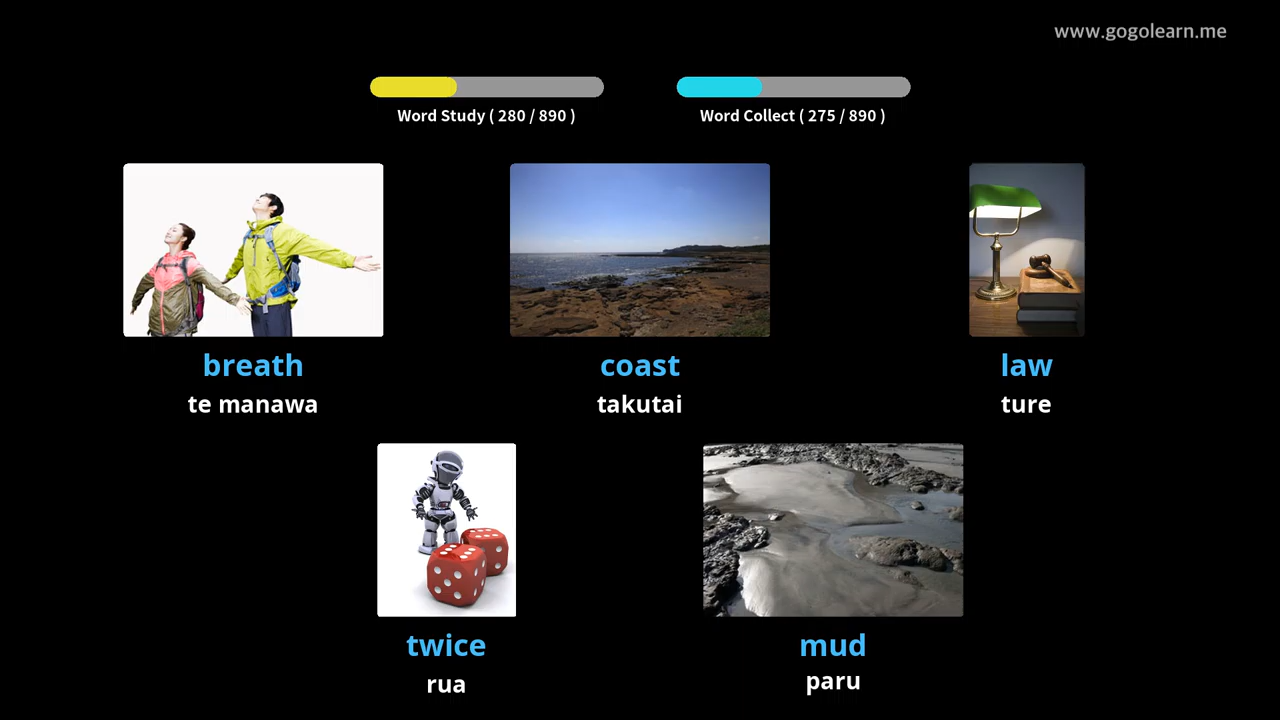 www.gogolearn.me
Word Study ( 280 / 890 )
Word Collect ( 275 / 890 )
breath
te manawa
coast
takutai
law
ture
twice
rua
mud
paru